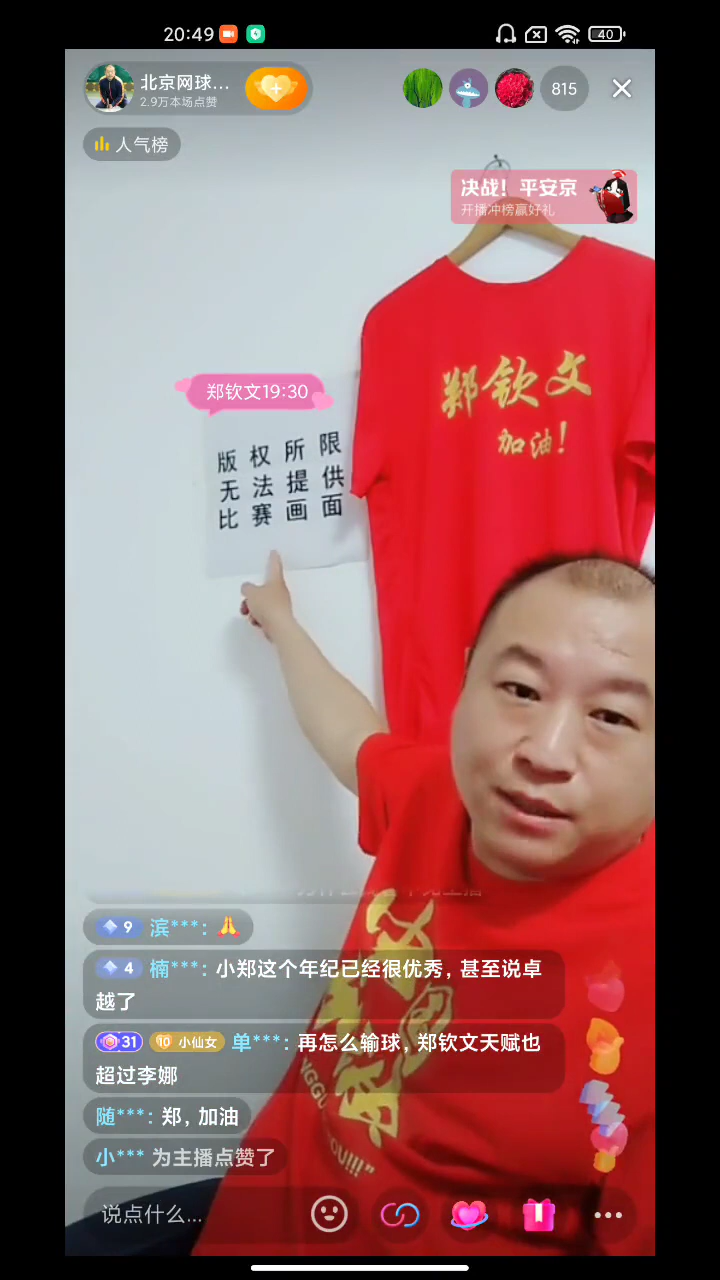 20:49
40
北京网球...
2.9万本场点赞
815
人气榜
决战！平安京
开播冲榜赢好礼
郑钦文
加油！
郑钦文19:30
版权所限
无法提供
比赛画面
9 滨***：🙏
4 楠***：小郑这个年纪已经很优秀，甚至说卓
越了
31 10 小仙女 单***：再怎么输球，郑钦文天赋也
超过李娜
随***：郑，加油
小*** 为主播点赞了
说点什么...